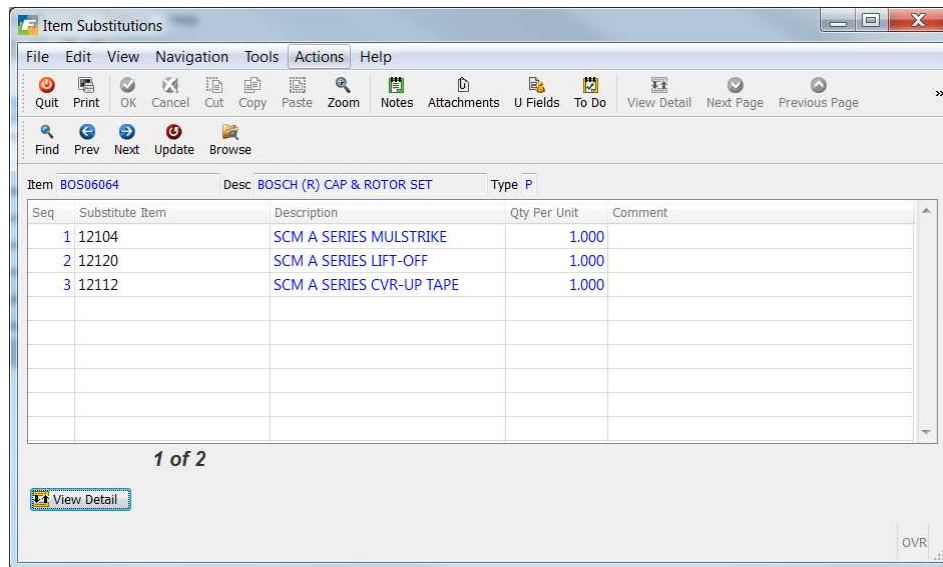 Item Substitutions
File Edit View Navigation Tools Actions Help
Quit Print OK Cancel Cut Copy Paste Zoom Notes Attachments U Fields To Do View Detail Next Page Previous Page »
Find Prev Next Update Browse
Item BOS06064 Desc BOSCH (R) CAP & ROTOR SET Type P
Seq Substitute Item Description Qty Per Unit Comment
1 12104 SCM A SERIES MULSTRIKE 1.000
2 12120 SCM A SERIES LIFT-OFF 1.000
3 12112 SCM A SERIES CVR-UP TAPE 1.000
1 of 2
View Detail
OVR